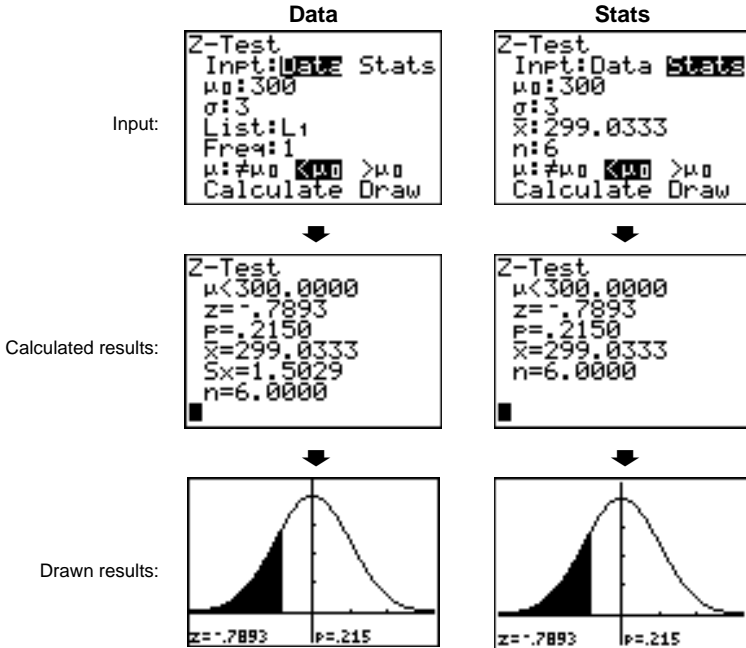 Data
Stats
Input:
Z-Test
Inpt:Data Stats
μ0:300
σ:3
List:L1
Freq:1
μ:≠μ0 <μ0 >μ0
Calculate Draw
Z-Test
Inpt:Data Stats
μ0:300
σ:3
x̄:299.0333
n:6
μ:≠μ0 <μ0 >μ0
Calculate Draw
Calculated results:
Z-Test
μ<300.0000
z=-.7893
p=.2150
x̄=299.0333
Sx=1.5029
n=6.0000
Z-Test
μ<300.0000
z=-.7893
p=.2150
x̄=299.0333
n=6.0000
Drawn results:
z=-.7893 p=.215
z=-.7893 p=.215